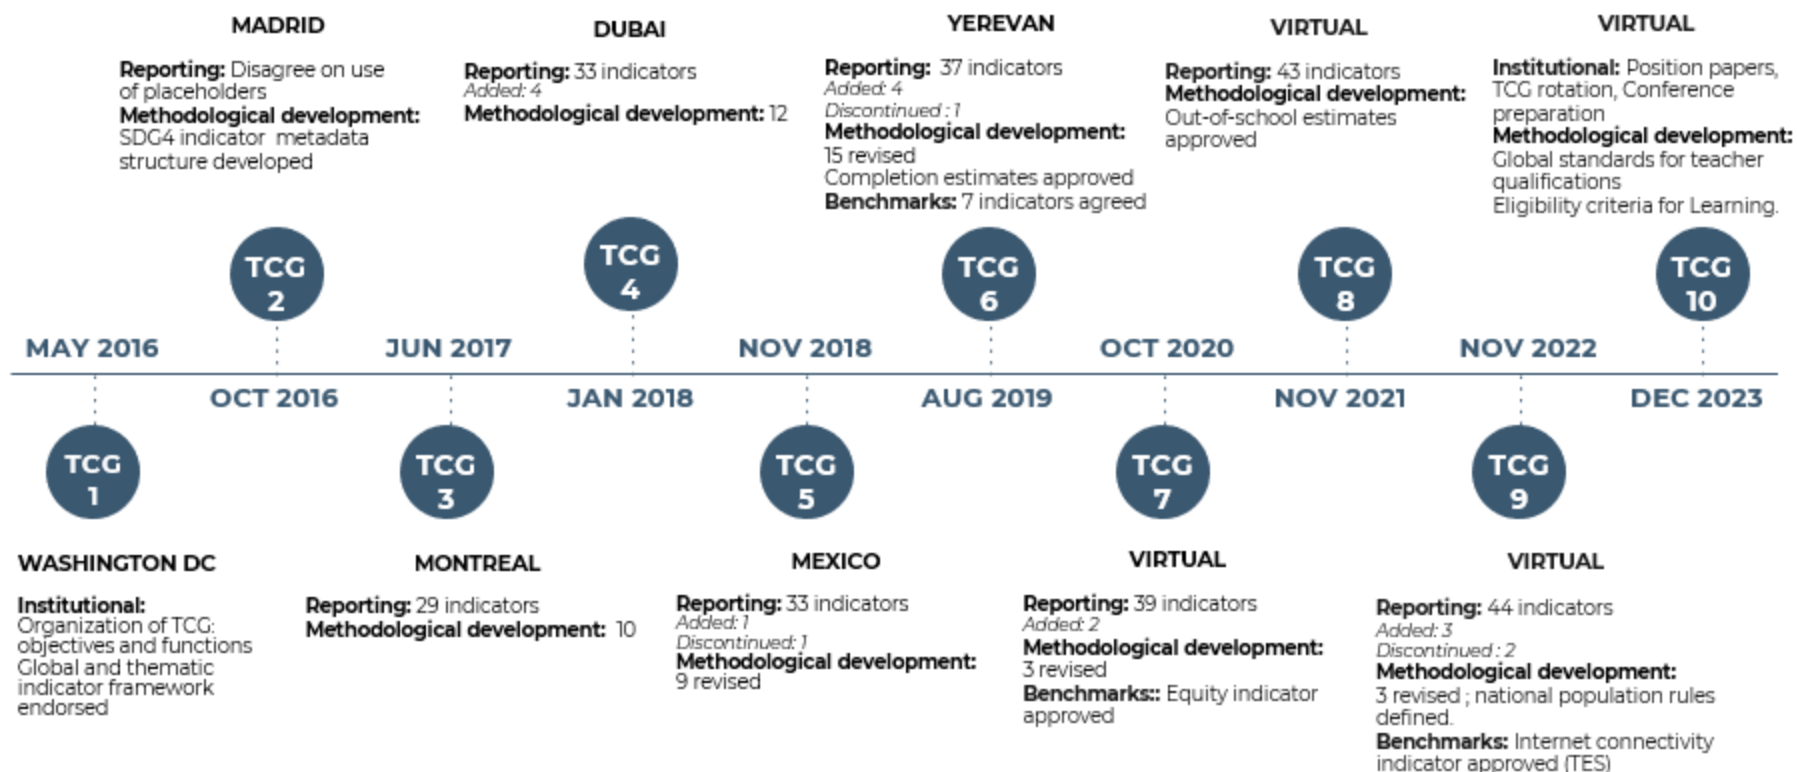 MADRID
Reporting: Disagree on use
of placeholders
Methodological development:
SDG4 indicator metadata
structure developed
DUBAI
Reporting: 33 indicators
Added: 4
Methodological development: 12
YEREVAN
Reporting: 37 indicators
Added: 4
Discontinued : 1
Methodological development:
15 revised
Completion estimates approved
Benchmarks: 7 indicators agreed
VIRTUAL
Reporting: 43 indicators
Methodological development:
Out-of-school estimates
approved
VIRTUAL
Institutional: Position papers,
TCG rotation, Conference
preparation
Methodological development:
Global standards for teacher
qualifications
Eligibility criteria for Learning.
TCG
2
TCG
4
TCG
6
TCG
8
TCG
10
MAY 2016
JUN 2017
NOV 2018
OCT 2020
NOV 2022
OCT 2016
JAN 2018
AUG 2019
NOV 2021
DEC 2023
TCG
1
TCG
3
TCG
5
TCG
7
TCG
9
WASHINGTON DC
Institutional:
Organization of TCG:
objectives and functions
Global and thematic
indicator framework
endorsed
MONTREAL
Reporting: 29 indicators
Methodological development: 10
MEXICO
Reporting: 33 indicators
Added: 1
Discontinued: 1
Methodological development:
9 revised
VIRTUAL
Reporting: 39 indicators
Added: 2
Methodological development:
3 revised
Benchmarks:: Equity indicator
approved
VIRTUAL
Reporting: 44 indicators
Added: 3
Discontinued : 2
Methodological development:
3 revised ; national population rules
defined.
Benchmarks: Internet connectivity
indicator approved (TES)